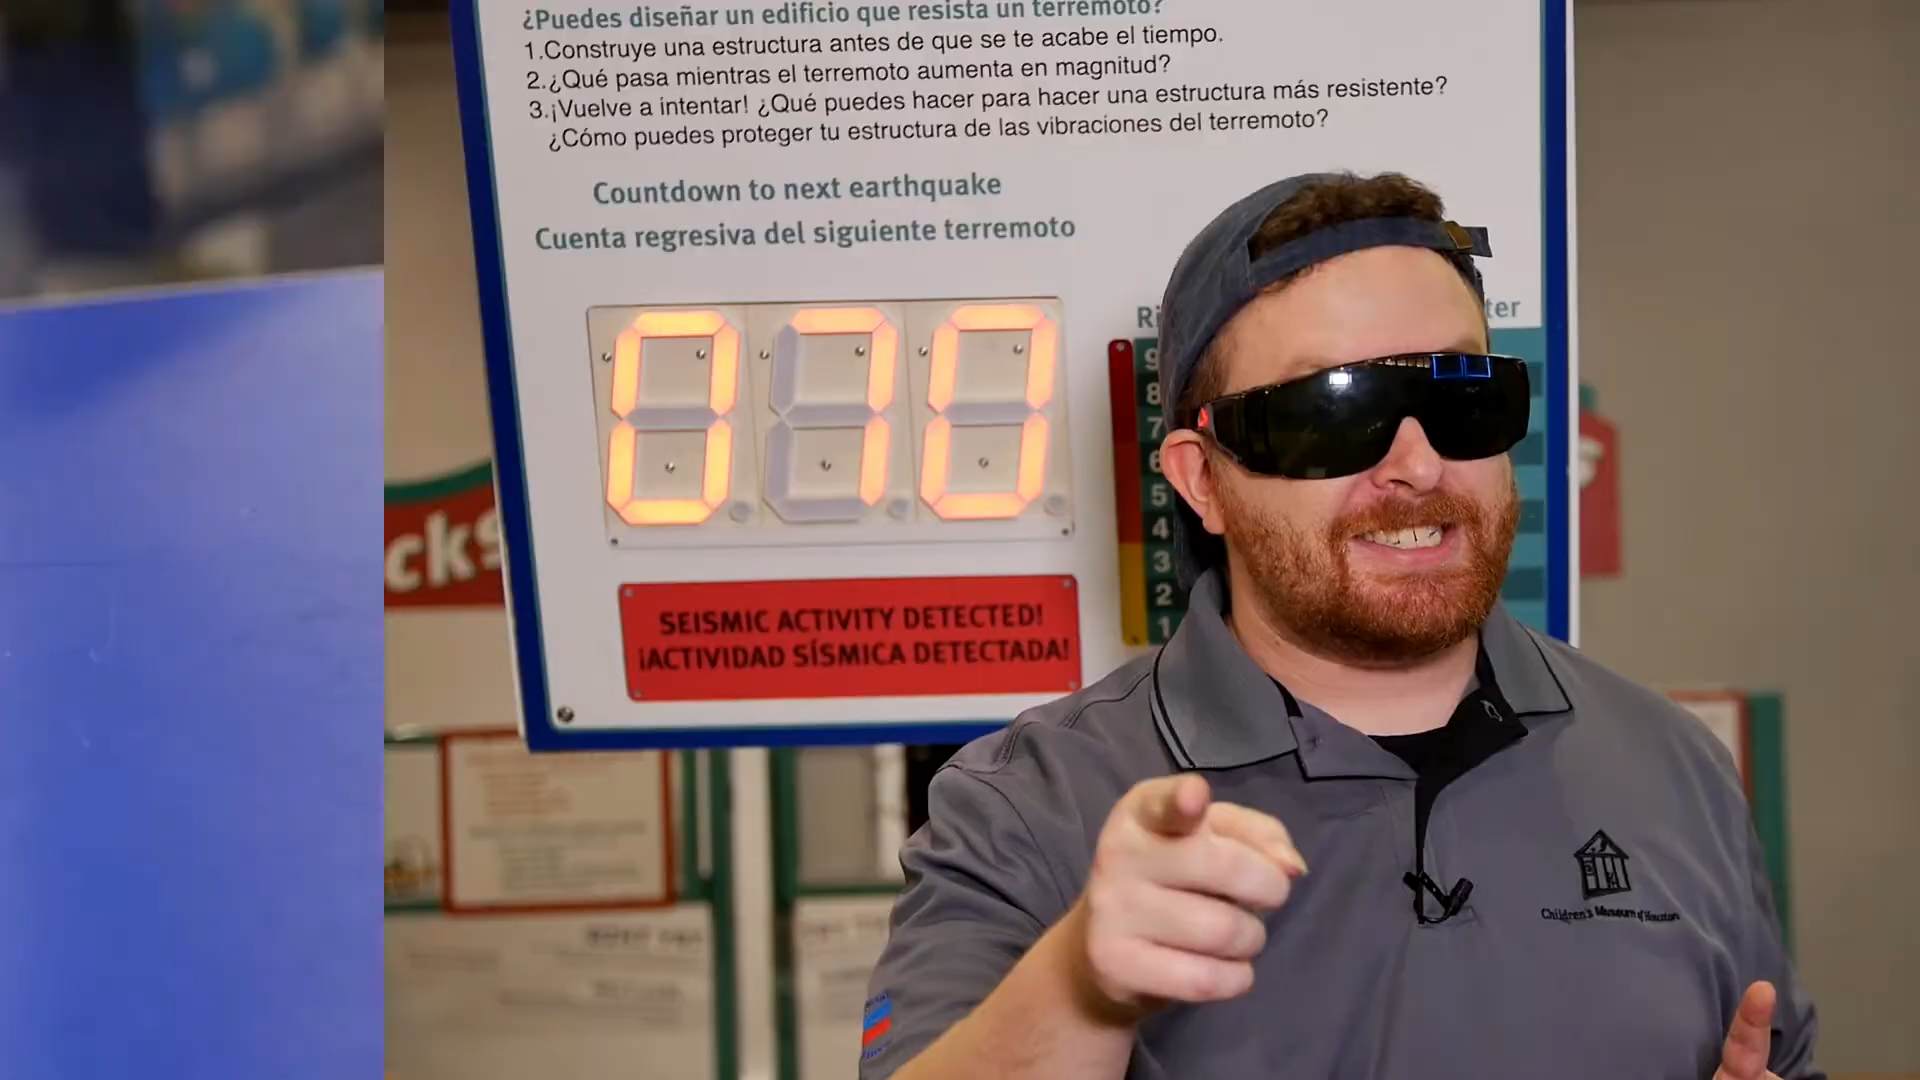 ¿Puedes diseñar un edificio que resista un terremoto?
1.Construye una estructura antes de que se te acabe el tiempo.
2.¿Qué pasa mientras el terremoto aumenta en magnitud?
3.¡Vuelve a intentar! ¿Qué puedes hacer para hacer una estructura más resistente?
¿Cómo puedes proteger tu estructura de las vibraciones del terremoto?
Countdown to next earthquake
Cuenta regresiva del siguiente terremoto
070
9
8
7
6
5
4
3
2
1
SEISMIC ACTIVITY DETECTED!
¡ACTIVIDAD SÍSMICA DETECTADA!
Children's Museum of Houston